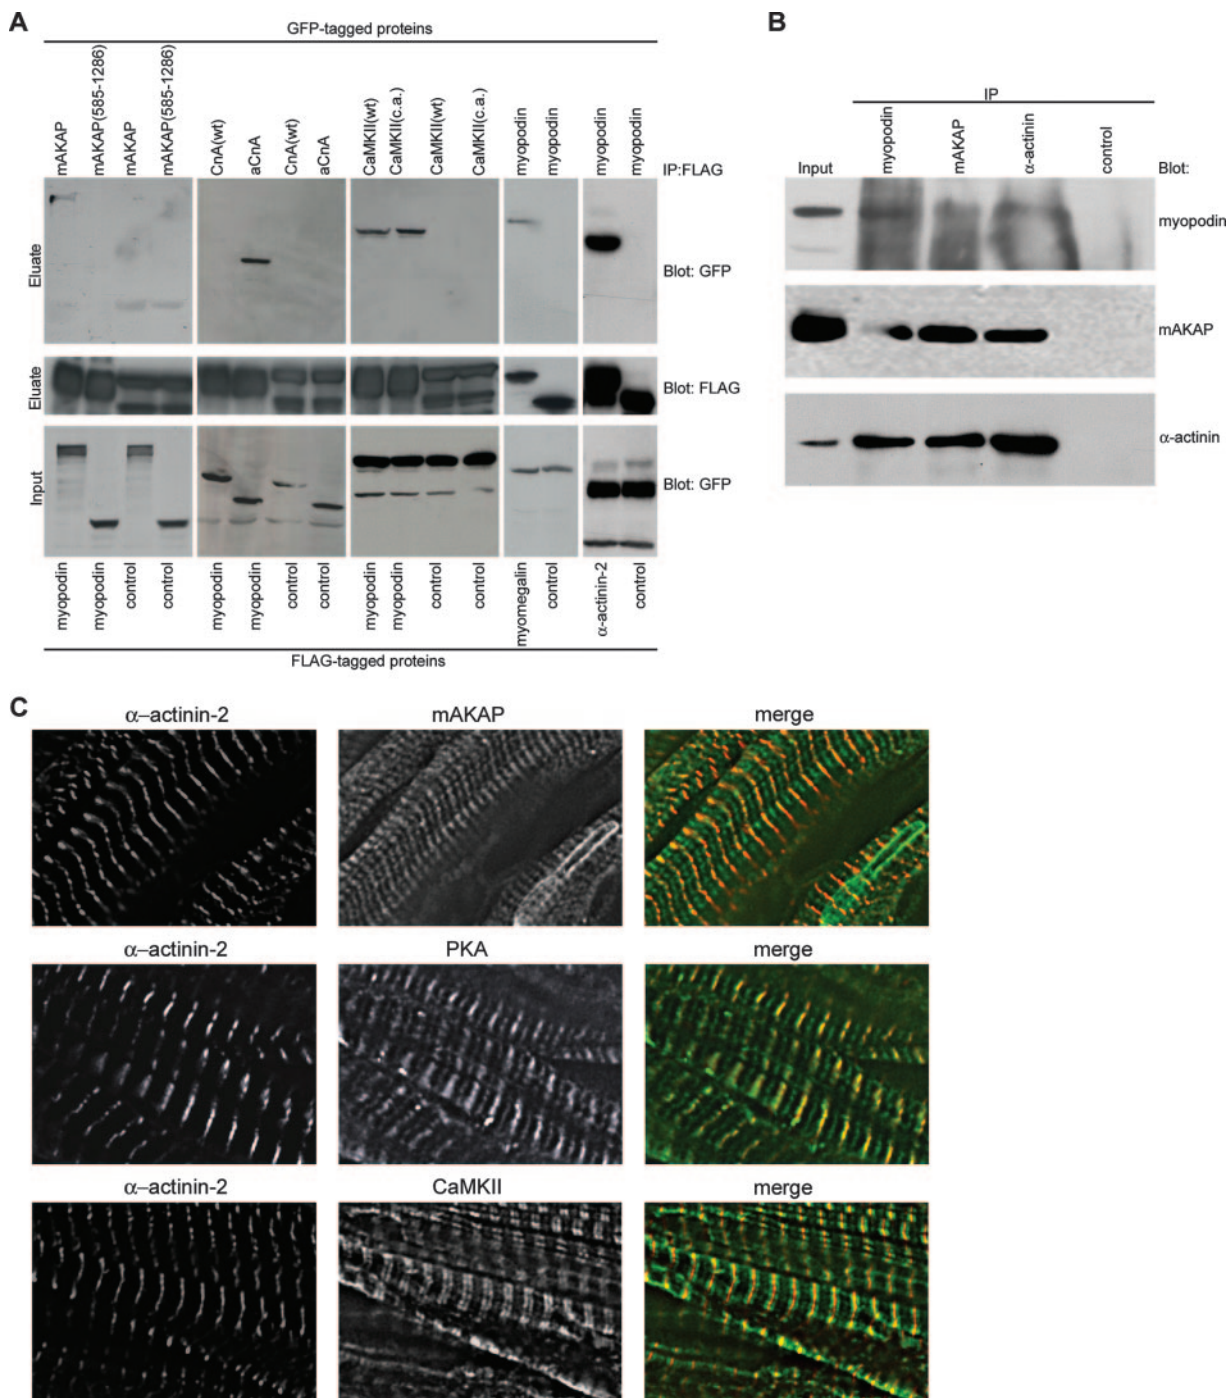 A
GFP-tagged proteins
mAKAP
mAKAP(585-1286)
mAKAP
mAKAP(585-1286)
CnA(wt)
aCnA
CnA(wt)
aCnA
CaMKII(wt)
CaMKII(c.a.)
CaMKII(wt)
CaMKII(c.a.)
myopodin
myopodin
myopodin
myopodin
IP:FLAG
Eluate
Blot: GFP
Eluate
Blot: FLAG
Input
Blot: GFP
myopodin
myopodin
control
control
myopodin
myopodin
control
control
myopodin
myopodin
control
control
myomegalin
control
α-actinin-2
control
FLAG-tagged proteins
B
IP
Input
myopodin
mAKAP
α-actinin
control
Blot:
myopodin
mAKAP
α-actinin
C
α–actinin-2
mAKAP
merge
α–actinin-2
PKA
merge
α–actinin-2
CaMKII
merge